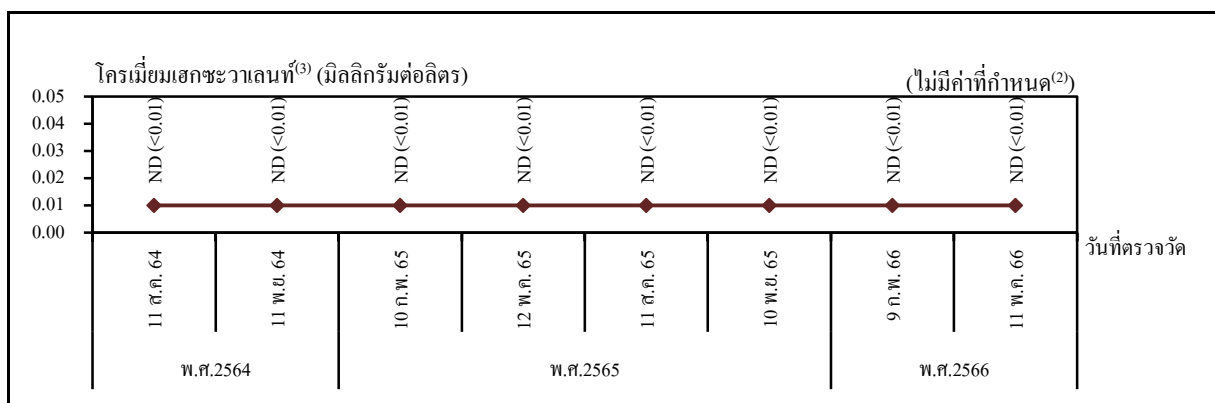 โครเมี่ยมเฮกซะวาเลนท์⁽³⁾ (มิลลิกรัมต่อลิตร)
(ไม่มีค่าที่กำหนด⁽²⁾)
0.05
0.04
0.03
0.02
0.01
0.00
ND (<0.01)
ND (<0.01)
ND (<0.01)
ND (<0.01)
ND (<0.01)
ND (<0.01)
ND (<0.01)
ND (<0.01)
วันที่ตรวจวัด
11 ส.ค. 64
11 พ.ย. 64
10 ก.พ. 65
12 พ.ค. 65
11 ส.ค. 65
10 พ.ย. 65
9 ก.พ. 66
11 พ.ค. 66
พ.ศ.2564
พ.ศ.2565
พ.ศ.2566